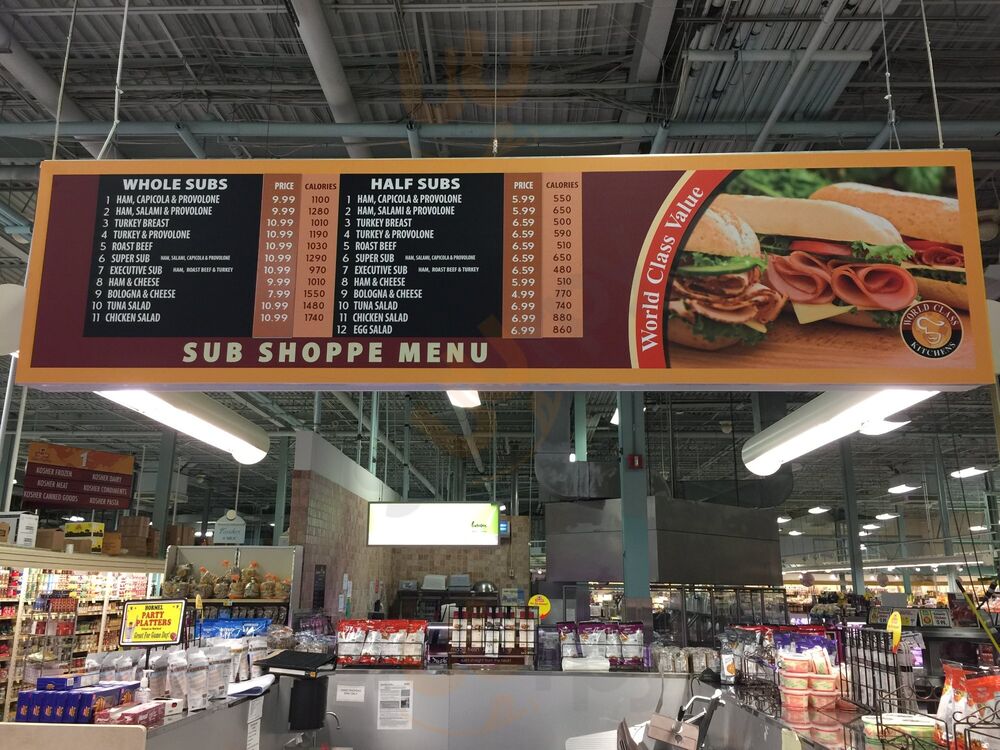 WHOLE SUBS PRICE CALORIES
1 HAM, CAPICOLA & PROVOLONE 9.99 1100
2 HAM, SALAMI & PROVOLONE 9.99 1280
3 TURKEY BREAST 10.99 1010
4 TURKEY & PROVOLONE 10.99 1190
5 ROAST BEEF 10.99 1030
6 SUPER SUB HAM, SALAMI, CAPICOLA & PROVOLONE 10.99 1290
7 EXECUTIVE SUB HAM, ROAST BEEF & TURKEY 10.99 970
8 HAM & CHEESE 9.99 1010
9 BOLOGNA & CHEESE 7.99 1550
10 TUNA SALAD 10.99 1480
11 CHICKEN SALAD 10.99 1740
HALF SUBS PRICE CALORIES
1 HAM, CAPICOLA & PROVOLONE 5.99 550
2 HAM, SALAMI & PROVOLONE 5.99 650
3 TURKEY BREAST 6.59 500
4 TURKEY & PROVOLONE 6.59 590
5 ROAST BEEF 6.59 510
6 SUPER SUB HAM, SALAMI, CAPICOLA & PROVOLONE 6.59 650
7 EXECUTIVE SUB HAM, ROAST BEEF & TURKEY 6.59 480
8 HAM & CHEESE 5.99 510
9 BOLOGNA & CHEESE 4.99 770
10 TUNA SALAD 6.99 740
11 CHICKEN SALAD 6.99 880
12 EGG SALAD 6.99 860
SUB SHOPPE MENU
World Class Value
WORLD CLASS
KITCHENS
1
KOSHER FROZEN KOSHER DAIRY
KOSHER MEAT KOSHER CONDIMENTS
KOSHER CANNED GOODS KOSHER PASTA
HORMEL
PARTY
PLATTERS
Great For Game Day!